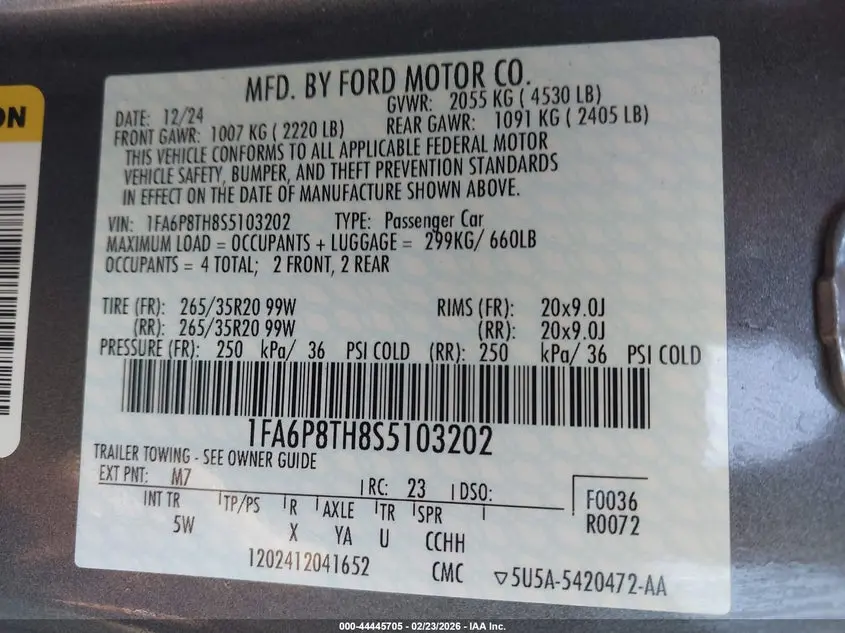 ON
MFD. BY FORD MOTOR CO.
DATE: 12/24 GVWR: 2055 KG ( 4530 LB)
FRONT GAWR: 1007 KG ( 2220 LB) REAR GAWR: 1091 KG ( 2405 LB)
THIS VEHICLE CONFORMS TO ALL APPLICABLE FEDERAL MOTOR
VEHICLE SAFETY, BUMPER, AND THEFT PREVENTION STANDARDS
IN EFFECT ON THE DATE OF MANUFACTURE SHOWN ABOVE.
VIN: 1FA6P8TH8S5103202 TYPE: Passenger Car
MAXIMUM LOAD = OCCUPANTS + LUGGAGE = 299KG/ 660LB
OCCUPANTS = 4 TOTAL; 2 FRONT, 2 REAR
TIRE (FR): 265/35R20 99W RIMS (FR): 20x9.0J
(RR): 265/35R20 99W (RR): 20x9.0J
PRESSURE (FR): 250 kPa/ 36 PSI COLD (RR): 250 kPa/ 36 PSI COLD
1FA6P8TH8S5103202
TRAILER TOWING - SEE OWNER GUIDE
EXT PNT: M7 RC: 23 DSO: F0036
INT TR TP/PS R AXLE TR SPR R0072
5W X YA U CCHH
1202412041652 CMC 5U5A-5420472-AA
000-44445705 - 02/23/2026 - IAA Inc.